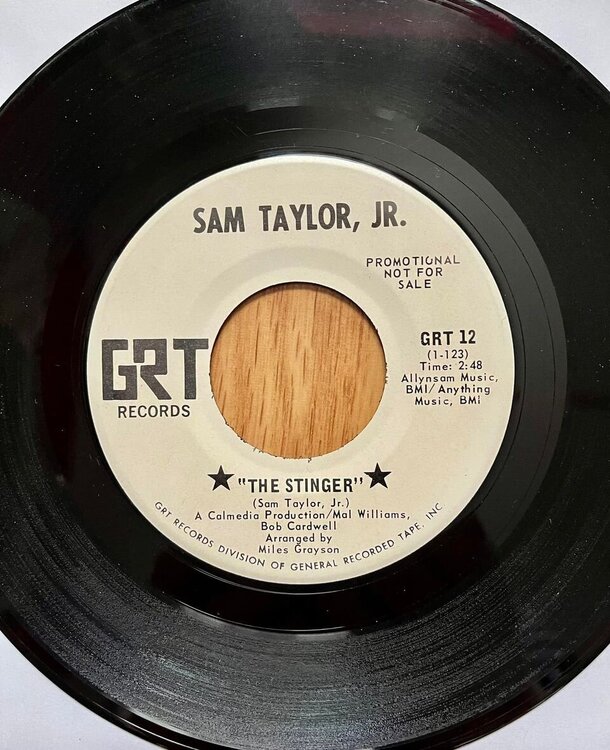 SAM TAYLOR, JR.
PROMOTIONAL
NOT FOR
SALE
GRT
RECORDS
GRT 12
(1-123)
Time: 2:48
Allynsam Music,
BMI/Anything
Music, BMI
★ "THE STINGER" ★
(Sam Taylor, Jr.)
A Calmedia Production/Mal Williams,
Bob Cardwell
Arranged by
Miles Grayson
GRT RECORDS DIVISION OF GENERAL RECORDED TAPE, INC